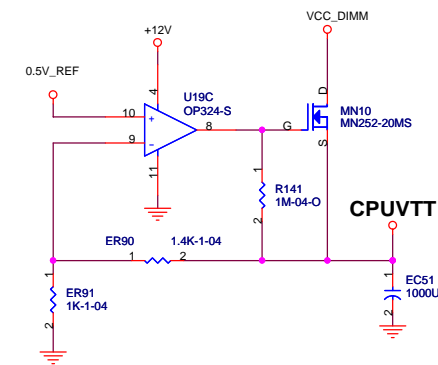 VCC_DIMM
+12V
0.5V_REF
4
U19C
OP324-S
D
10
+
8
G
MN10
MN252-20MS
9
-
S
11
1
R141
1M-04-O
2
CPUVTT
ER90
1.4K-1-04
1
2
1
ER91
1K-1-04
2
1
EC51
1000U
2